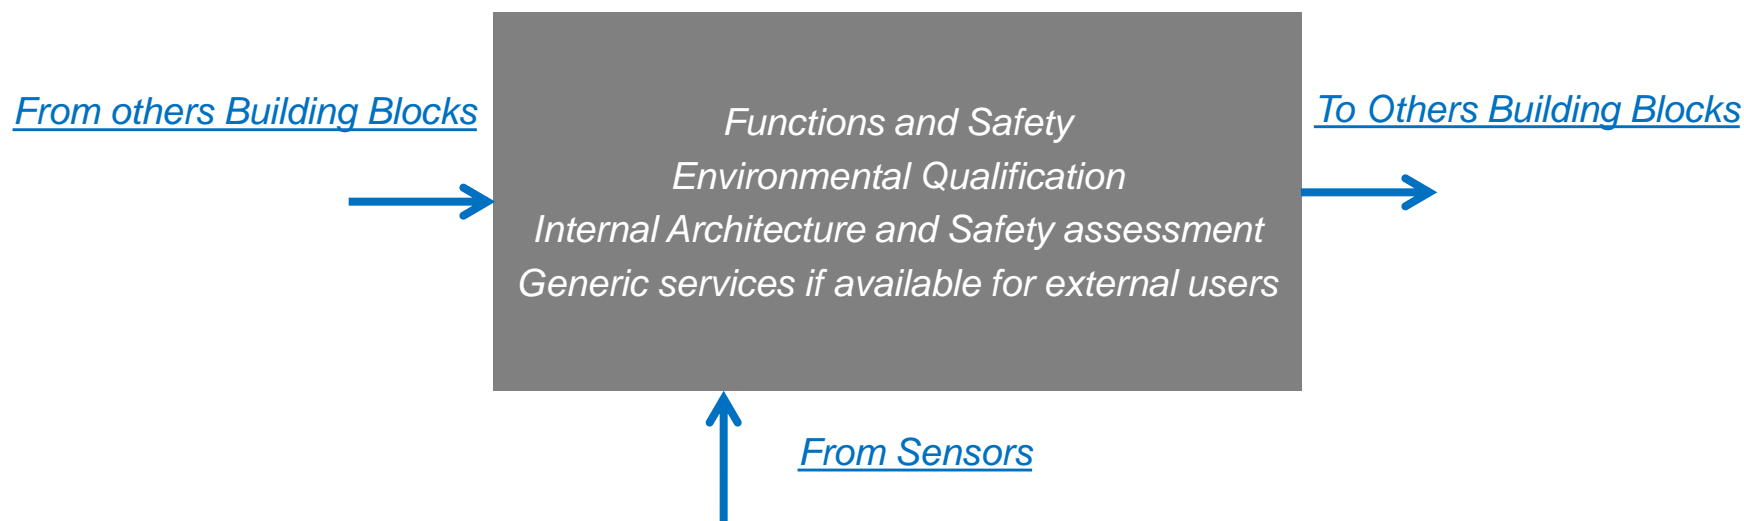 From others Building Blocks
Functions and Safety
Environmental Qualification
Internal Architecture and Safety assessment
Generic services if available for external users
To Others Building Blocks
From Sensors